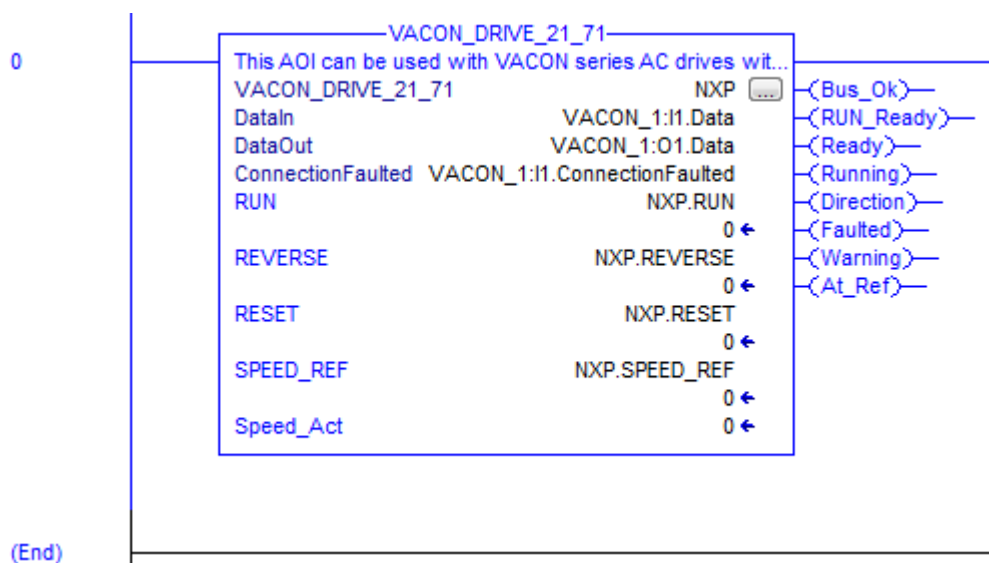 VACON_DRIVE_21_71
0
This AOI can be used with VACON series AC drives wit...
VACON_DRIVE_21_71 NXP ... Bus_Ok
DataIn VACON_1:I1.Data RUN_Ready
DataOut VACON_1:O1.Data Ready
ConnectionFaulted VACON_1:I1.ConnectionFaulted Running
RUN NXP.RUN Direction
0 Faulted
REVERSE NXP.REVERSE Warning
0 At_Ref
RESET NXP.RESET
0
SPEED_REF NXP.SPEED_REF
0
Speed_Act 0
(End)